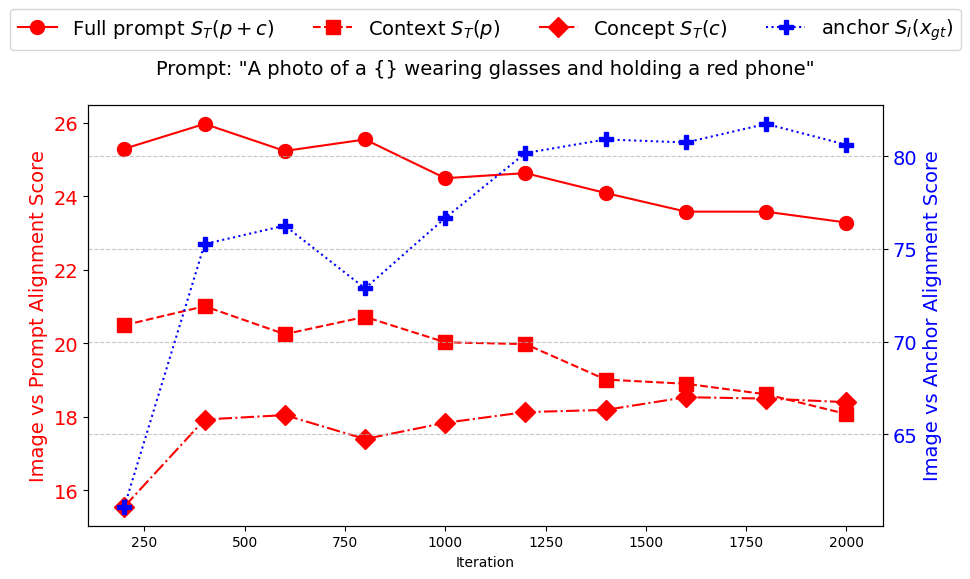 Full prompt S_T(p + c) Context S_T(p) Concept S_T(c) anchor S_I(x_gt)
Prompt: "A photo of a {} wearing glasses and holding a red phone"
Image vs Prompt Alignment Score
26
24
22
20
18
16
80
75
70
65
Image vs Anchor Alignment Score
250 500 750 1000 1250 1500 1750 2000
Iteration